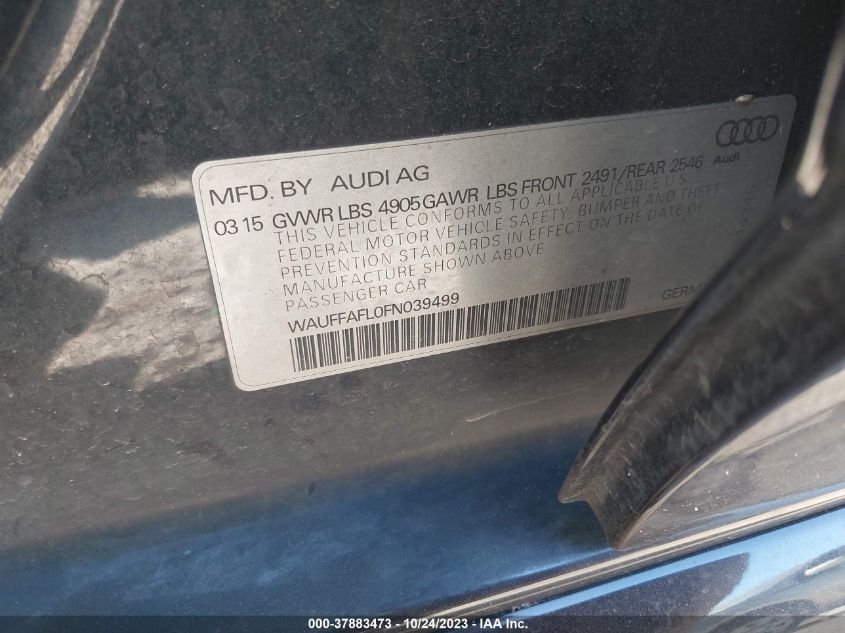 MFD. BY AUDI AG
Audi
03 15 GVWR LBS 4905 GAWR LBS FRONT 2491/REAR 2546
THIS VEHICLE CONFORMS TO ALL APPLICABLE U.S.
FEDERAL MOTOR VEHICLE SAFETY, BUMPER AND THEFT
PREVENTION STANDARDS IN EFFECT ON THE DATE OF
MANUFACTURE SHOWN ABOVE
PASSENGER CAR
WAUFFAFL0FN039499
GERM
000-37883473 - 10/24/2023 - IAA Inc.